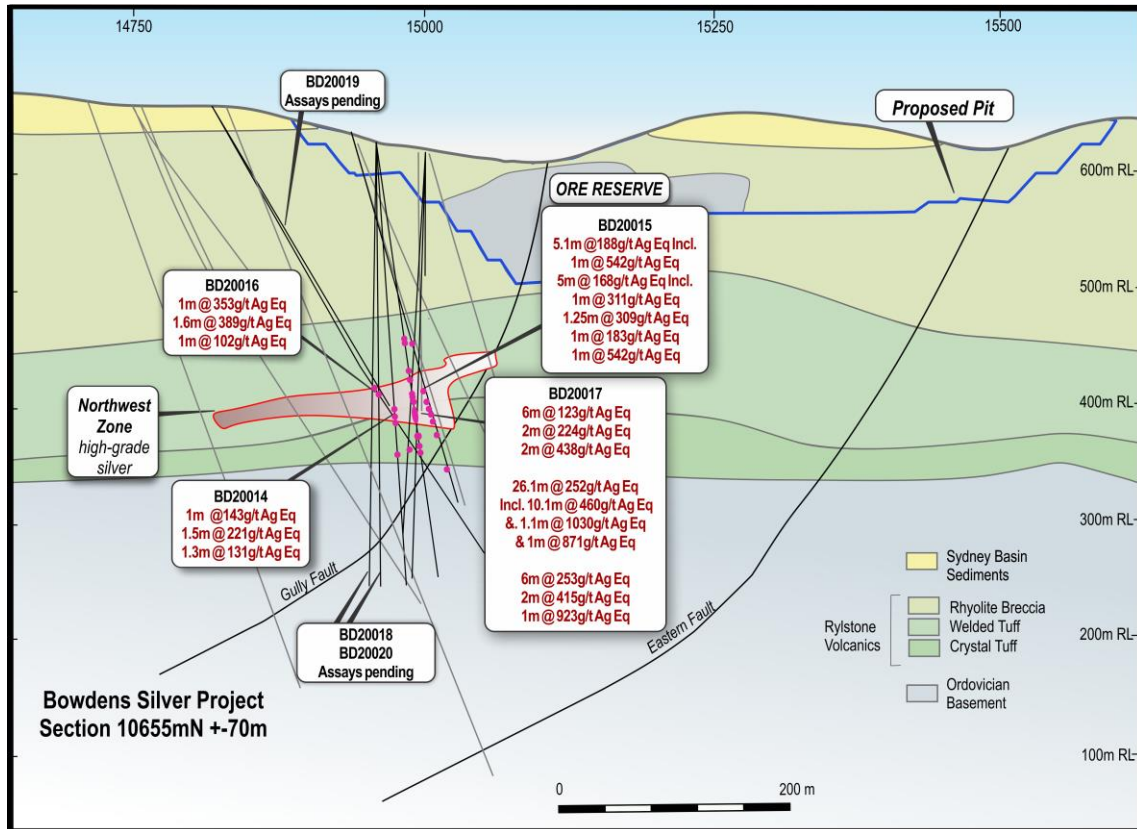 14750
15000
15250
15500
BD20019
Assays pending
Proposed Pit
600m RL
ORE RESERVE
BD20015
5.1m @188g/t Ag Eq Incl.
1m @542g/t Ag Eq
5m @ 168g/t Ag Eq Incl.
1m @311g/t Ag Eq
1.25m @ 309g/t Ag Eq
1m @183g/t Ag Eq
1m @542g/t Ag Eq
BD20016
1m @ 353g/t Ag Eq
1.6m @ 389g/t Ag Eq
1m @ 102g/t Ag Eq
500m RL
400m RL
Northwest
Zone
high-grade
silver
BD20017
6m @ 123g/t Ag Eq
2m @ 224g/t Ag Eq
2m @ 438g/t Ag Eq
26.1m @ 252g/t Ag Eq
Incl. 10.1m @ 460g/t Ag Eq
&. 1.1m @ 1030g/t Ag Eq
& 1m @ 871g/t Ag Eq
6m @ 253g/t Ag Eq
2m @ 415g/t Ag Eq
1m @ 923g/t Ag Eq
BD20014
1m @143g/t Ag Eq
1.5m @ 221g/t Ag Eq
1.3m @ 131g/t Ag Eq
300m RL
Gully Fault
Eastern Fault
BD20018
BD20020
Assays pending
Sydney Basin
Sediments
Rylstone
Volcanics
Rhyolite Breccia
Welded Tuff
Crystal Tuff
200m RL
Ordovician
Basement
Bowdens Silver Project
Section 10655mN +-70m
100m RL
0
200 m